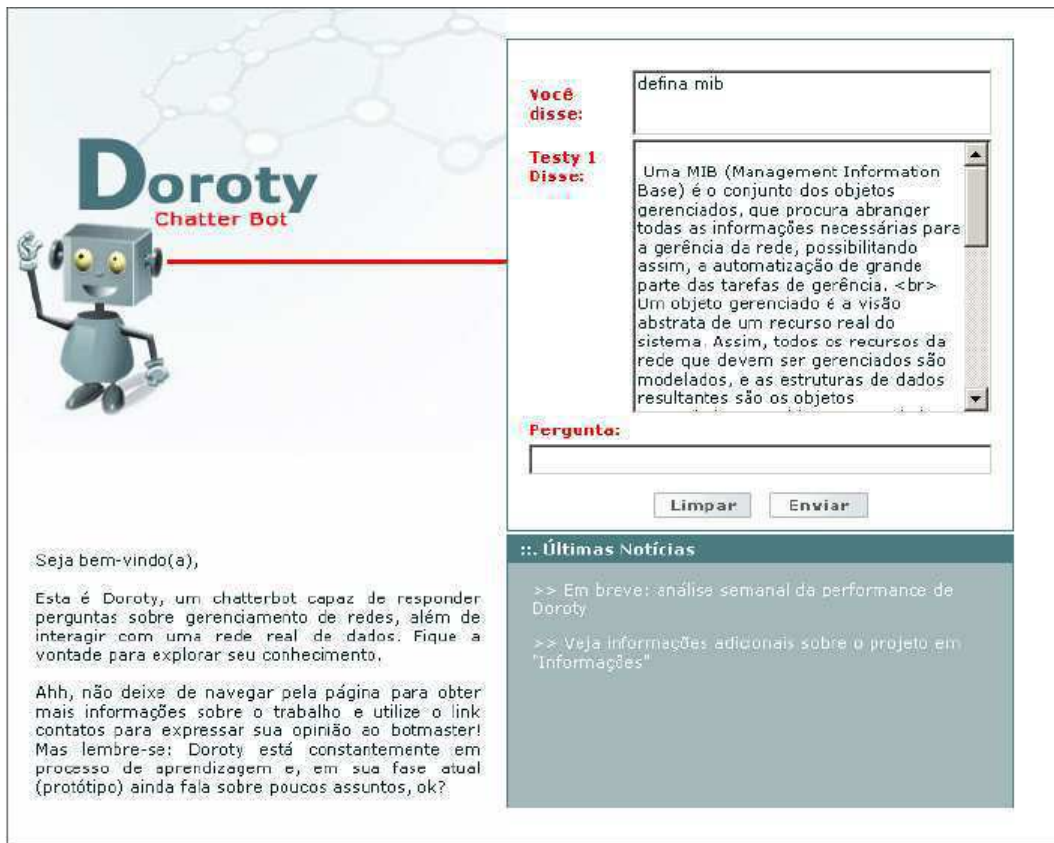 Doroty
Chatter Bot
Seja bem-vindo(a),
Esta é Doroty, um chatterbot capaz de responder
perguntas sobre gerenciamento de redes, além de
interagir com uma rede real de dados. Fique a
vontade para explorar seu conhecimento.
Ahh, não deixe de navegar pela página para obter
mais informações sobre o trabalho e utilize o link
contatos para expressar sua opinião ao botmaster!
Mas lembre-se: Doroty está constantemente em
processo de aprendizagem e, em sua fase atual
(protótipo) ainda fala sobre poucos assuntos, ok?
Você
disse:
defina mib
Testy 1
Disse:
Uma MIB (Management Information
Base) é o conjunto dos objetos
gerenciados, que procura abranger
todas as informações necessárias para
a gerência da rede, possibilitando
assim, a automatização de grande
parte das tarefas de gerência. <br>
Um objeto gerenciado é a visão
abstrata de um recurso real do
sistema. Assim, todos os recursos da
rede que devem ser gerenciados são
modelados, e as estruturas de dados
resultantes são os objetos
Pergunta:
Limpar Enviar
::. Últimas Notícias
>> Em breve: análise semanal da performance de
Doroty
>> Veja informações adicionais sobre o projeto em
"Informações"